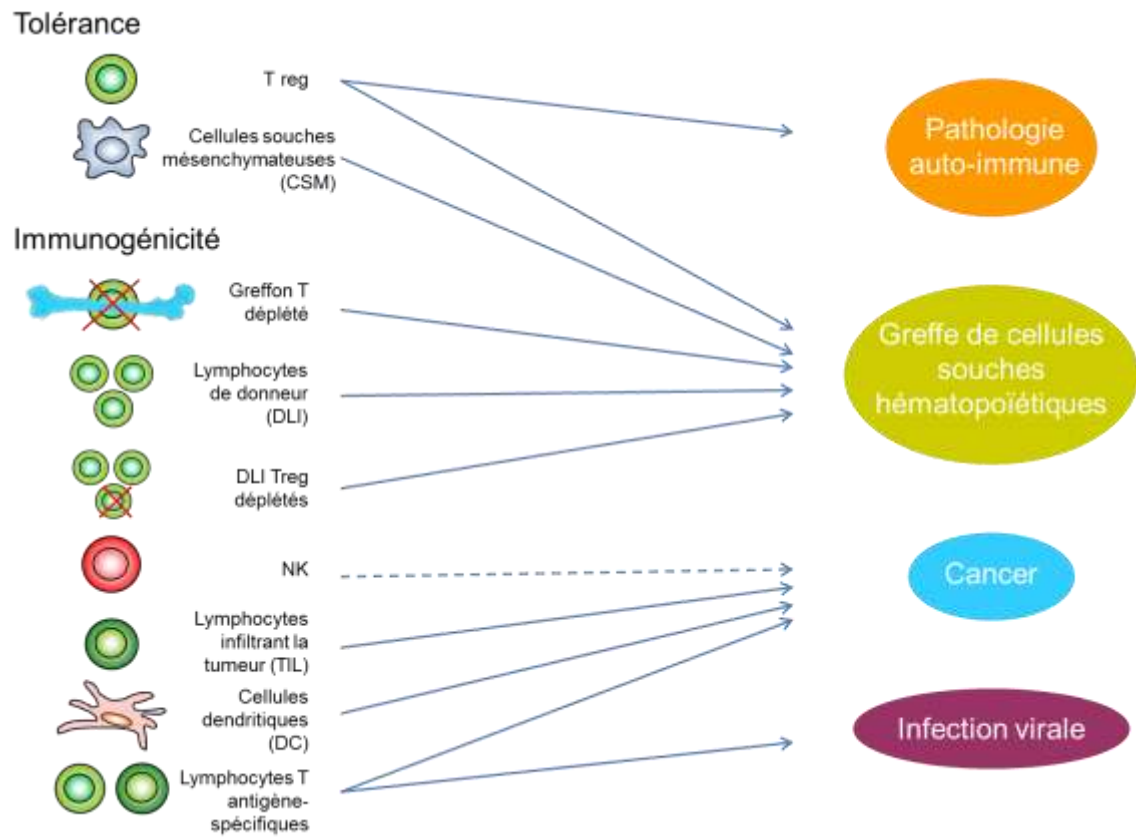 Tolérance
T reg
Cellules souches
mésenchymateuses
(CSM)
Pathologie
auto-immune
Immunogénicité
Greffon T
déplété
Lymphocytes
de donneur
(DLI)
DLI Treg
déplétés
Greffe de cellules
souches
hématopoïétiques
NK
Lymphocytes
infiltrant la
tumeur (TIL)
Cellules
dendritiques
(DC)
Lymphocytes T
antigène-
spécifiques
Cancer
Infection virale